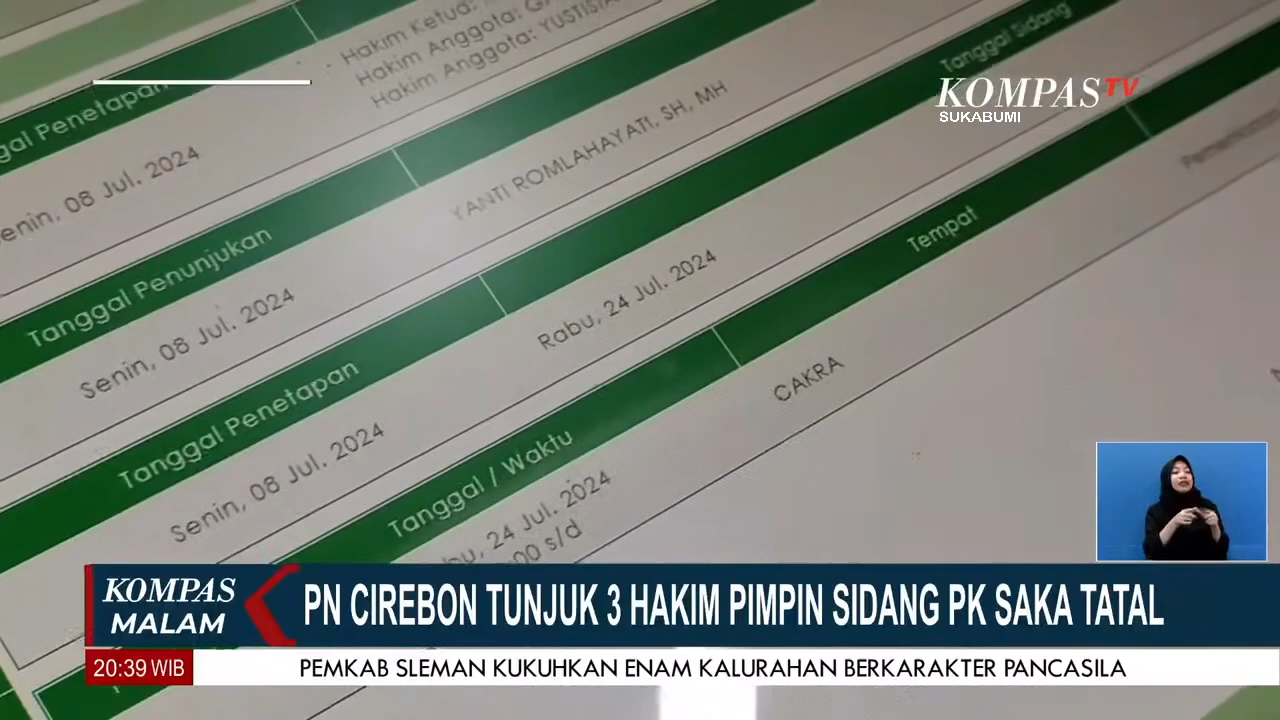 Hakim Ketua:
Hakim Anggota:
Hakim Anggota: YUSTISIA
Tanggal Sidang
KOMPAS TV
SUKABUMI
Penetapan
Senin, 08 Jul. 2024
YANTI ROMLAHAYATI, SH, MH
Tanggal Penunjukan
Senin, 08 Jul. 2024
Rabu, 24 Jul. 2024
Tempat
Tanggal Penetapan
Senin, 08 Jul. 2024
CAKRA
Tanggal / Waktu
24 Jul. 2024
s/d
KOMPAS
MALAM
PN CIREBON TUNJUK 3 HAKIM PIMPIN SIDANG PK SAKA TATAL
20:39 WIB
PEMKAB SLEMAN KUKUHKAN ENAM KALURAHAN BERKARAKTER PANCASILA